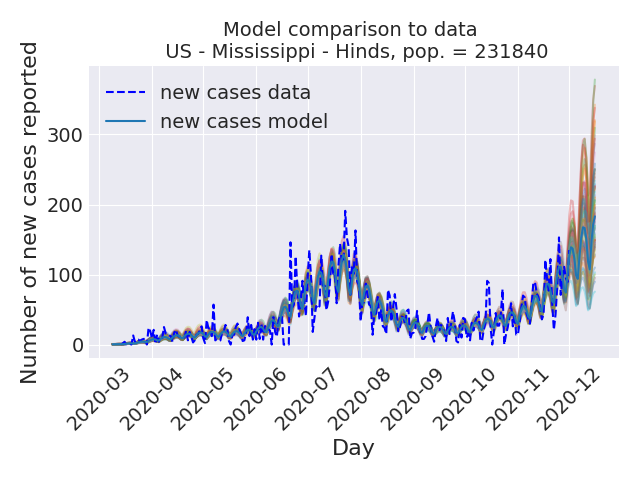 Model comparison to data
US - Mississippi - Hinds, pop. = 231840
Number of new cases reported
new cases data
new cases model
300
200
100
0
2020-03
2020-04
2020-05
2020-06
2020-07
2020-08
2020-09
2020-10
2020-11
2020-12
Day